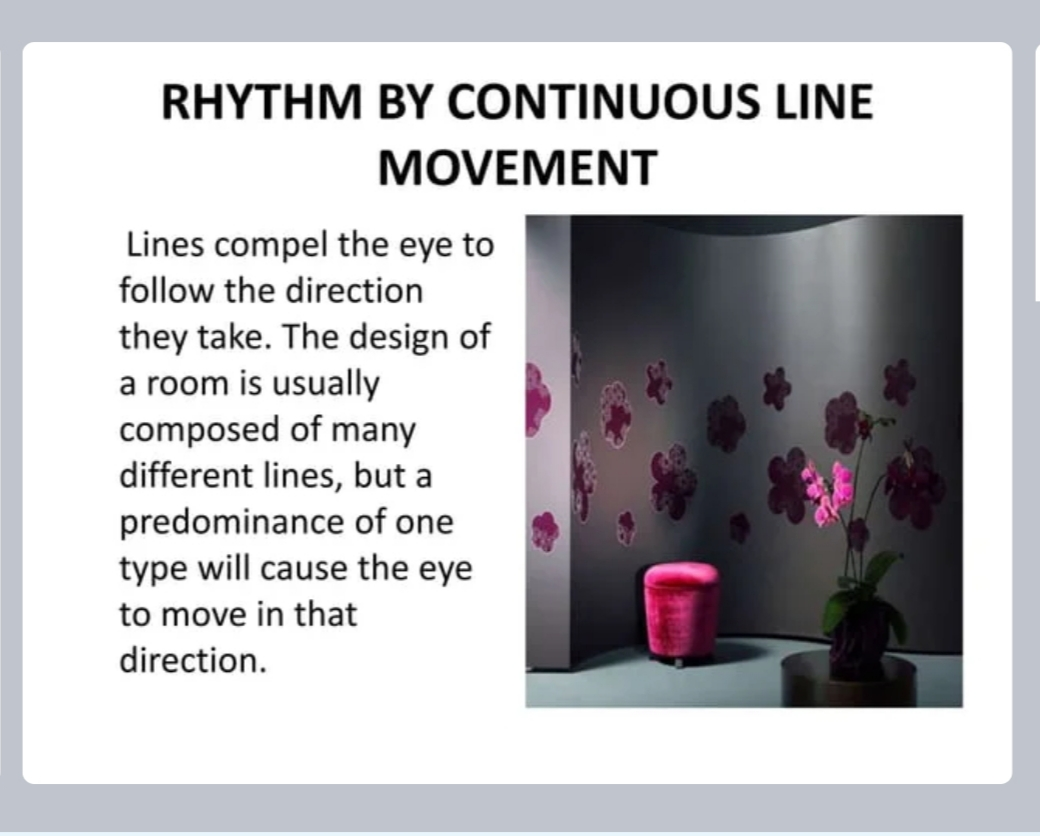 RHYTHM BY CONTINUOUS LINE
MOVEMENT
Lines compel the eye to
follow the direction
they take. The design of
a room is usually
composed of many
different lines, but a
predominance of one
type will cause the eye
to move in that
direction.